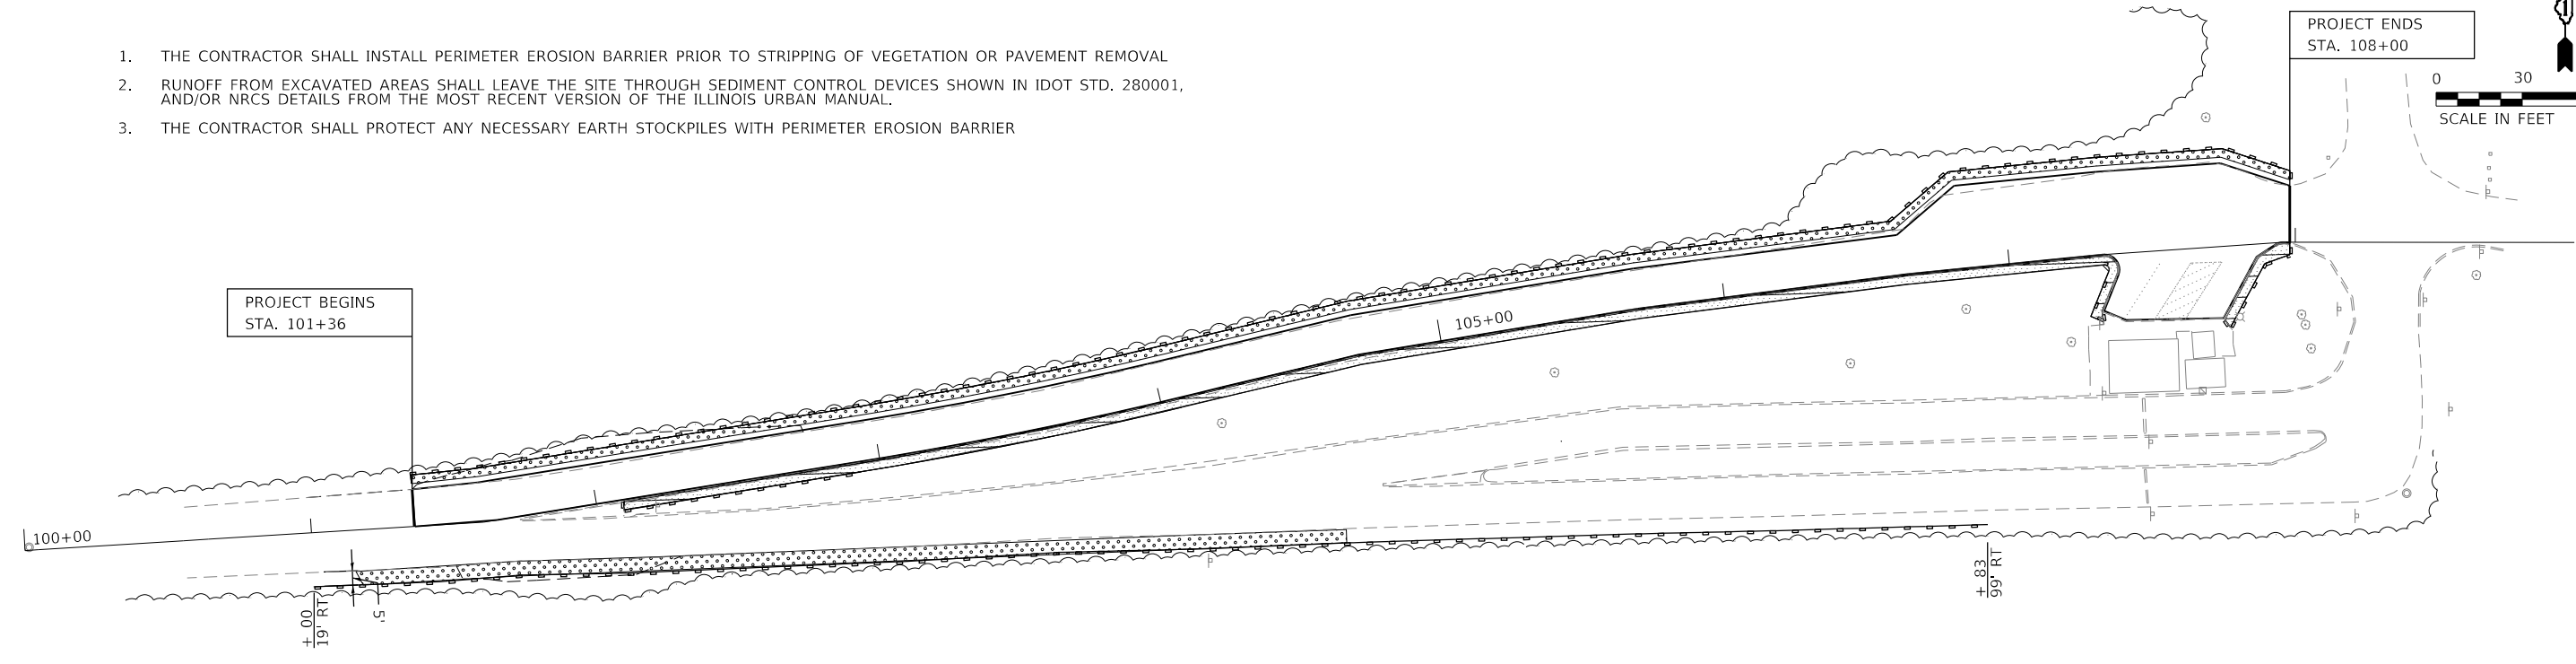 1. THE CONTRACTOR SHALL INSTALL PERIMETER EROSION BARRIER PRIOR TO STRIPPING OF VEGETATION OR PAVEMENT REMOVAL
2. RUNOFF FROM EXCAVATED AREAS SHALL LEAVE THE SITE THROUGH SEDIMENT CONTROL DEVICES SHOWN IN IDOT STD. 280001,
AND/OR NRCS DETAILS FROM THE MOST RECENT VERSION OF THE ILLINOIS URBAN MANUAL.
3. THE CONTRACTOR SHALL PROTECT ANY NECESSARY EARTH STOCKPILES WITH PERIMETER EROSION BARRIER
PROJECT ENDS
STA. 108+00
0 30
SCALE IN FEET
PROJECT BEGINS
STA. 101+36
105+00
100+00
+ 00
19' RT
5'
+ 83
99' RT